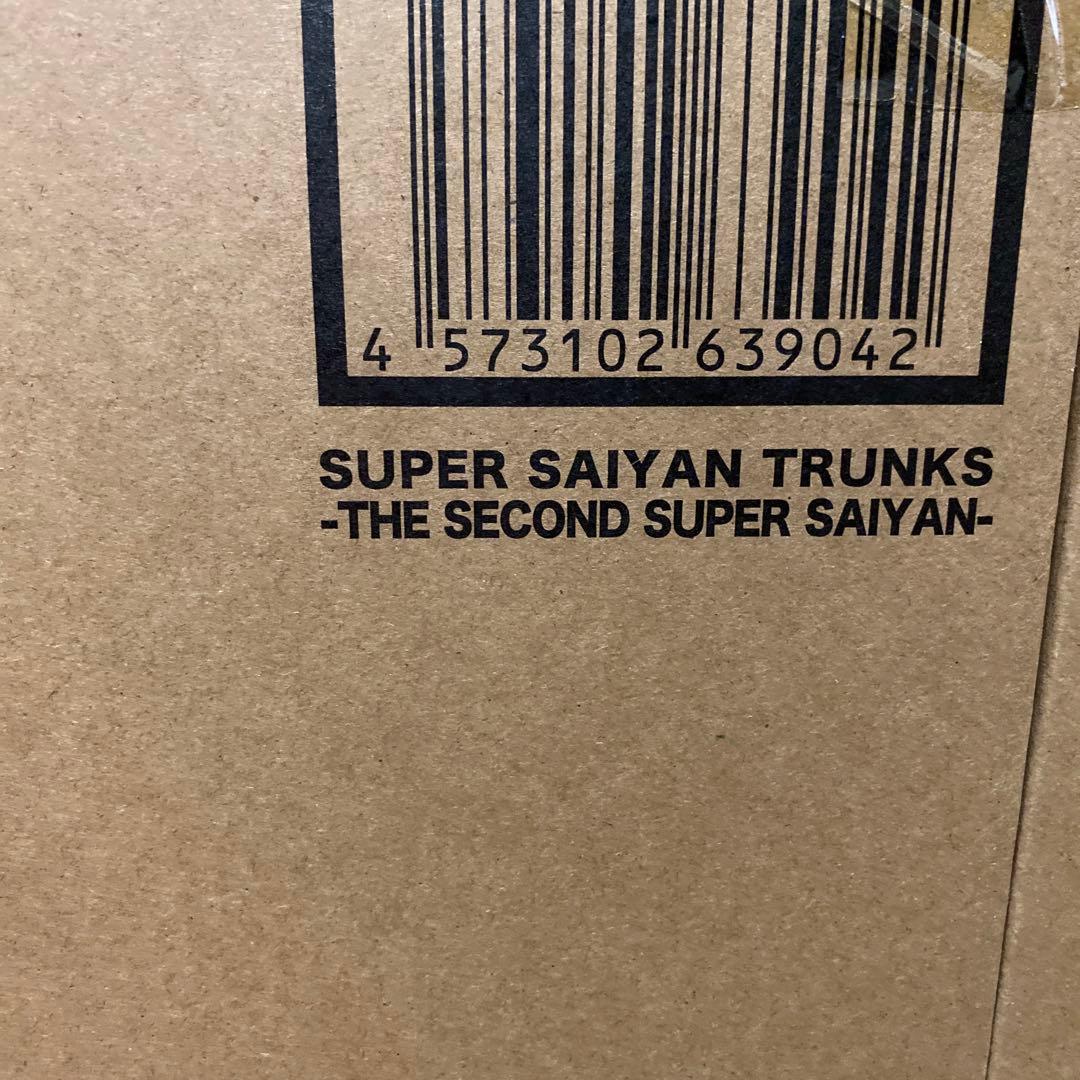 4 573102 639042
SUPER SAIYAN TRUNKS
-THE SECOND SUPER SAIYAN-